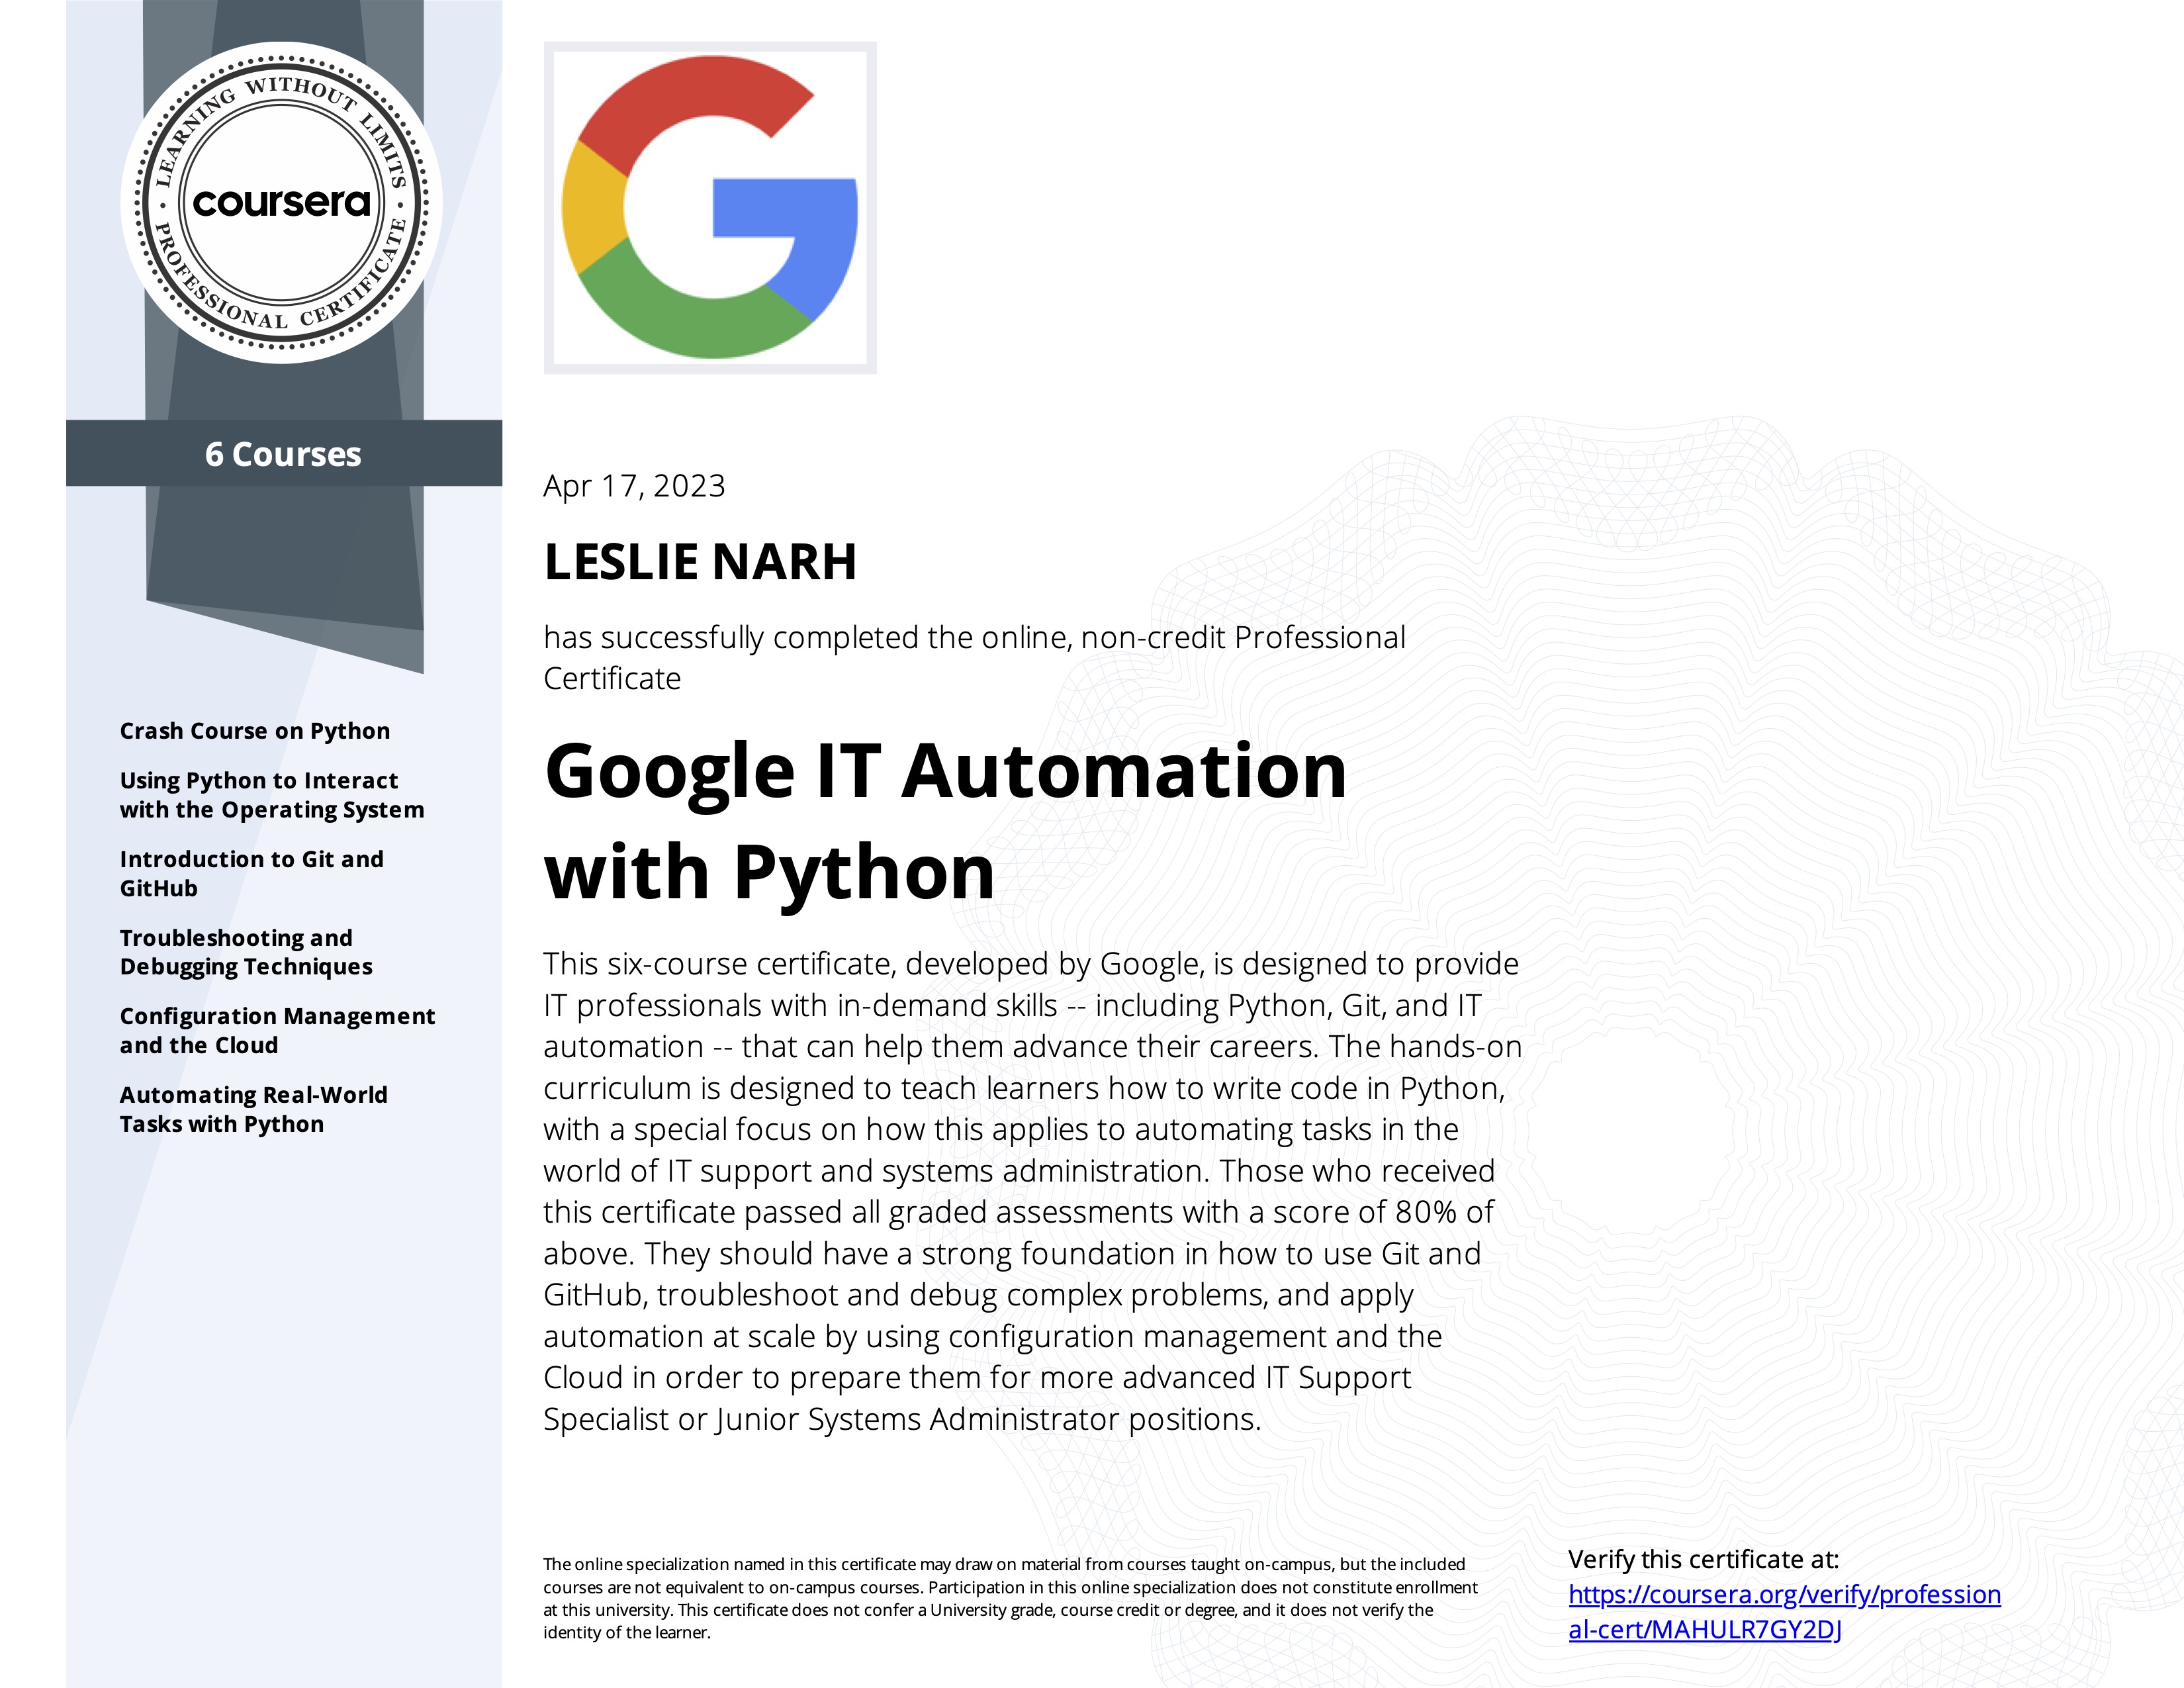 LEARNING WITHOUT LIMITS
coursera
PROFESSIONAL CERTIFICATE
6 Courses
Crash Course on Python
Using Python to Interact
with the Operating System
Introduction to Git and
GitHub
Troubleshooting and
Debugging Techniques
Configuration Management
and the Cloud
Automating Real-World
Tasks with Python
Apr 17, 2023
LESLIE NARH
has successfully completed the online, non-credit Professional
Certificate
Google IT Automation
with Python
This six-course certificate, developed by Google, is designed to provide
IT professionals with in-demand skills -- including Python, Git, and IT
automation -- that can help them advance their careers. The hands-on
curriculum is designed to teach learners how to write code in Python,
with a special focus on how this applies to automating tasks in the
world of IT support and systems administration. Those who received
this certificate passed all graded assessments with a score of 80% of
above. They should have a strong foundation in how to use Git and
GitHub, troubleshoot and debug complex problems, and apply
automation at scale by using configuration management and the
Cloud in order to prepare them for more advanced IT Support
Specialist or Junior Systems Administrator positions.
The online specialization named in this certificate may draw on material from courses taught on-campus, but the included
courses are not equivalent to on-campus courses. Participation in this online specialization does not constitute enrollment
at this university. This certificate does not confer a University grade, course credit or degree, and it does not verify the
identity of the learner.
Verify this certificate at:
https://coursera.org/verify/profession
al-cert/MAHULR7GY2DJ